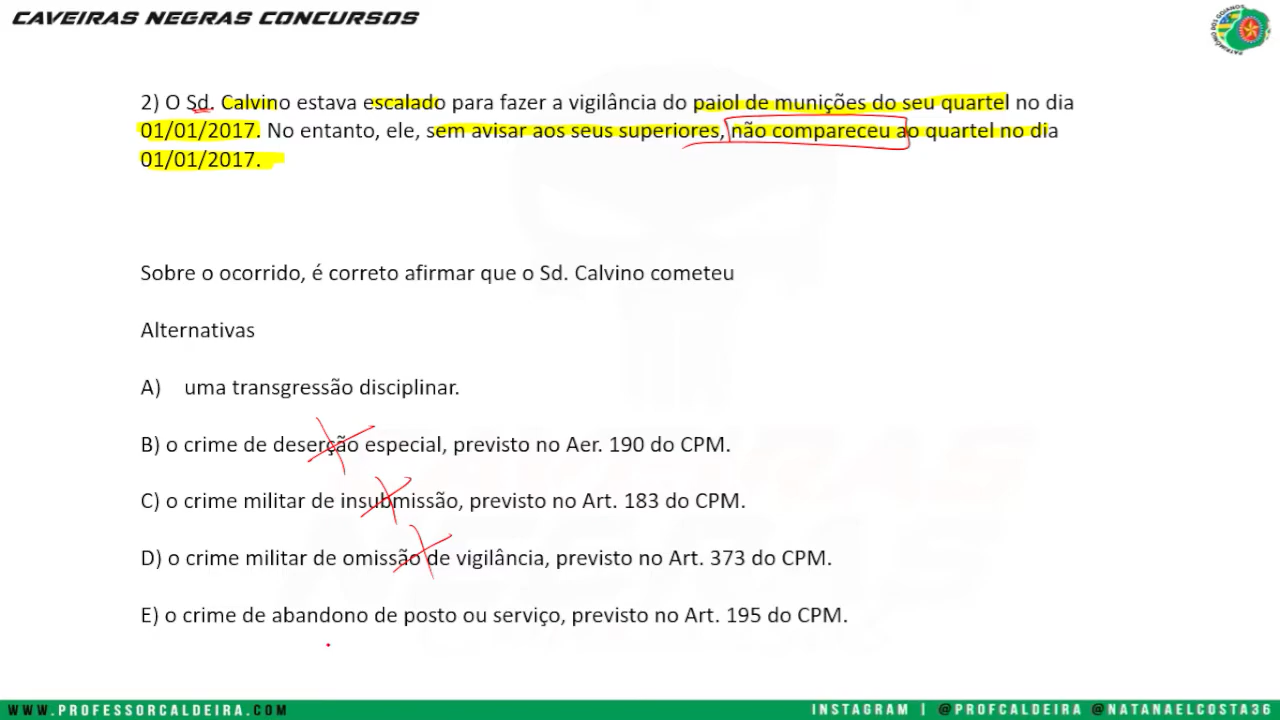 CAVEIRAS NEGRAS CONCURSOS
PATRIMÔNIO DOS GOIANOS
2) O Sd. Calvino estava escalado para fazer a vigilância do paiol de munições do seu quartel no dia
01/01/2017. No entanto, ele, sem avisar aos seus superiores, não compareceu ao quartel no dia
01/01/2017.
Sobre o ocorrido, é correto afirmar que o Sd. Calvino cometeu
Alternativas
A) uma transgressão disciplinar.
B) o crime de deserção especial, previsto no Aer. 190 do CPM.
C) o crime militar de insubmissão, previsto no Art. 183 do CPM.
D) o crime militar de omissão de vigilância, previsto no Art. 373 do CPM.
E) o crime de abandono de posto ou serviço, previsto no Art. 195 do CPM.
CAVEIRAS
NEGRAS
WWW.PROFESSORCALDEIRA.COM
INSTAGRAM | @PROFCALDEIRA @NATANAELCOSTA36